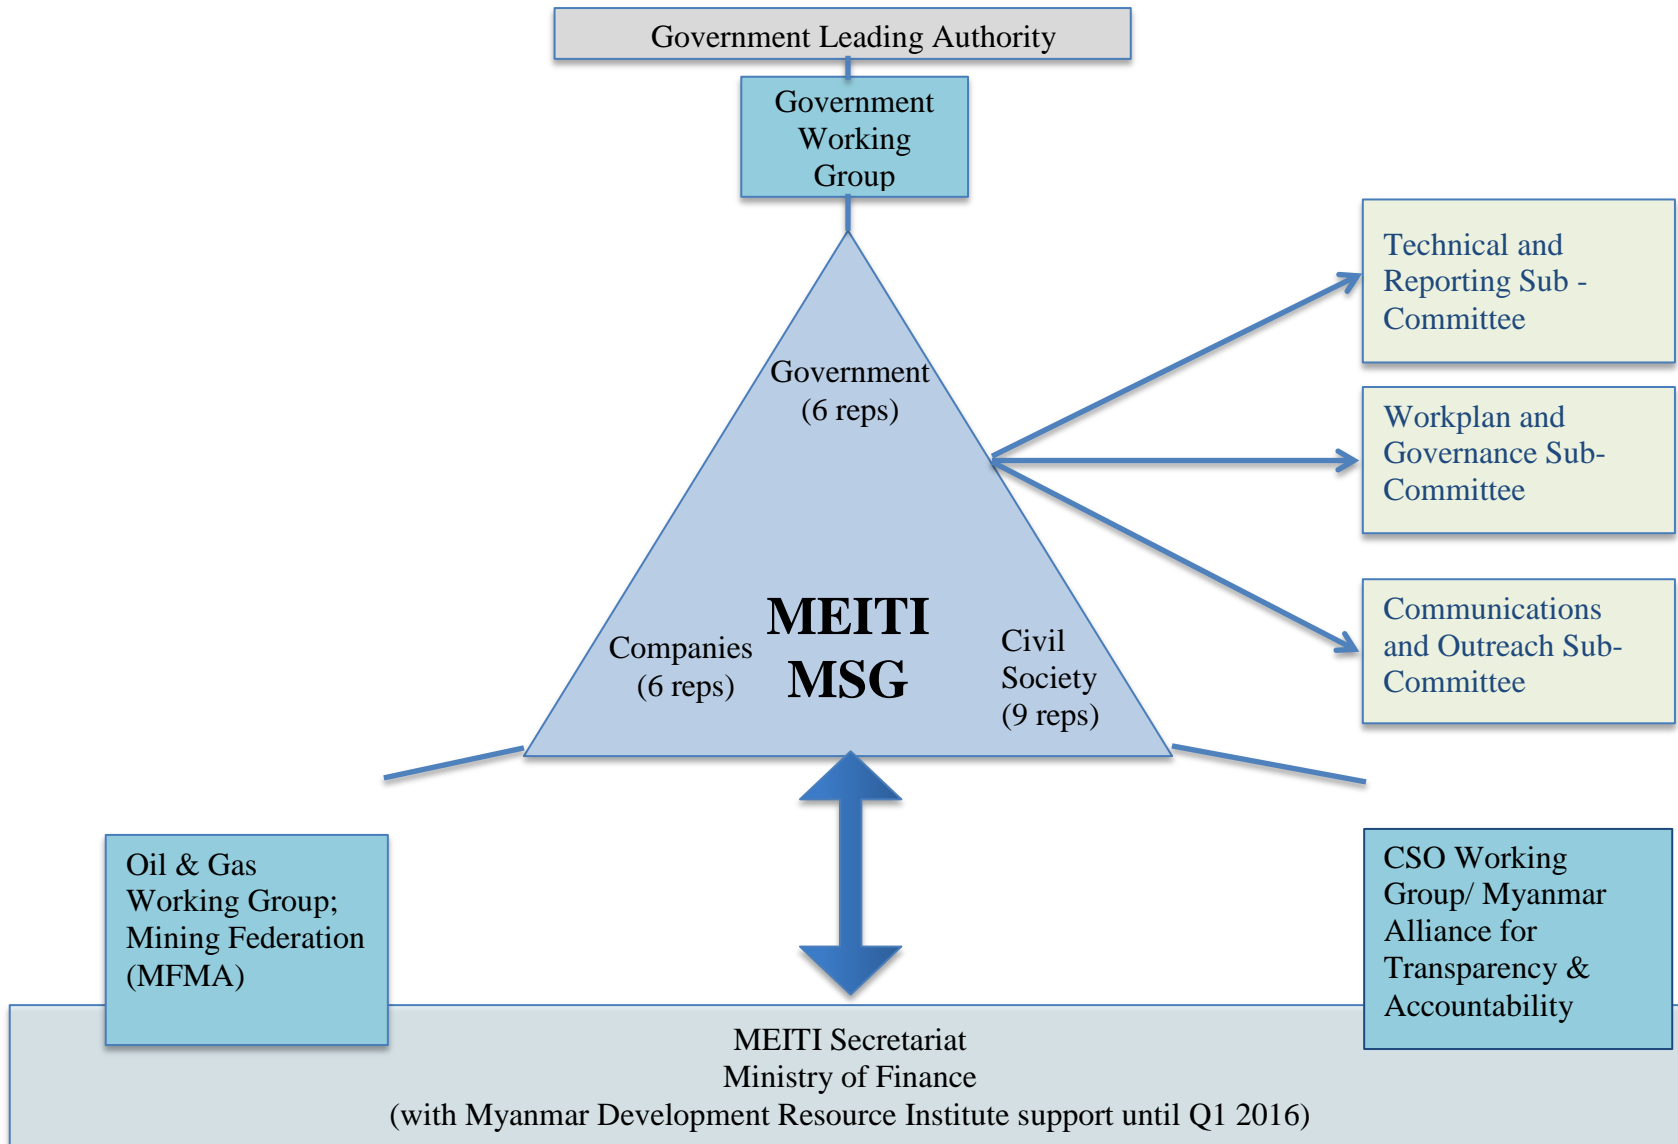 Government Leading Authority
Government
Working
Group
Technical and
Reporting Sub -
Committee
Government
(6 reps)
Workplan and
Governance Sub-
Committee
MEITI
MSG
Companies
(6 reps)
Civil
Society
(9 reps)
Communications
and Outreach Sub-
Committee
Oil & Gas
Working Group;
Mining Federation
(MFMA)
CSO Working
Group/ Myanmar
Alliance for
Transparency &
Accountability
MEITI Secretariat
Ministry of Finance
(with Myanmar Development Resource Institute support until Q1 2016)